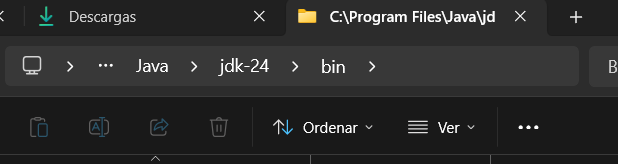 Descargas
C:\Program Files\Java\jd
Java
jdk-24
bin
B
Ordenar
Ver